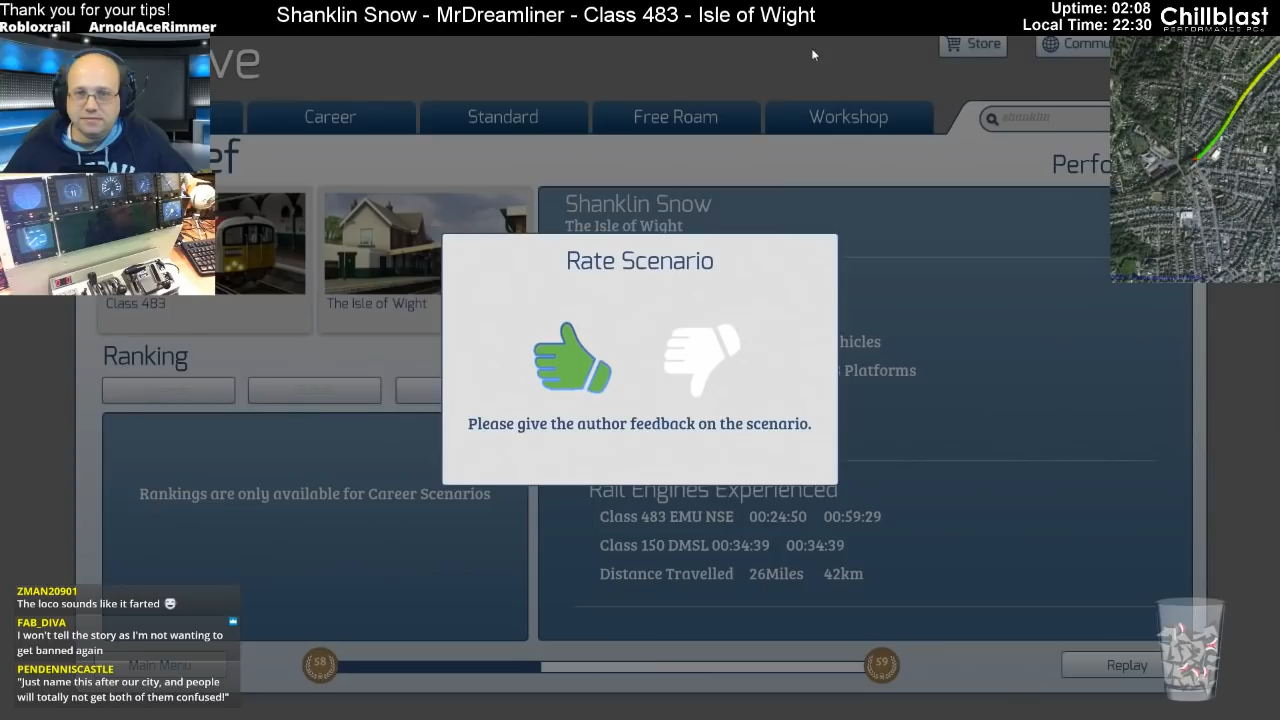 Thank you for your tips!
Robloxrail ArnoldAceRimmer
Shanklin Snow - MrDreamliner - Class 483 - Isle of Wight
Uptime: 02:08
Local Time: 22:30
Chillblast
PERFORMANCE PCs
ve
Store
Commu
Career
Standard
Free Roam
Workshop
shanklin
ef
Perfo
Shanklin Snow
The Isle of Wight
Class 483
The Isle of Wight
Rate Scenario
Please give the author feedback on the scenario.
hicles
Platforms
Ranking
Rankings are only available for Career Scenarios
Rail Engines Experienced
Class 483 EMU NSE 00:24:50 00:59:29
Class 150 DMSL 00:34:39 00:34:39
Distance Travelled 26Miles 42km
ZMAN20901
The loco sounds like it farted
FAB_DIVA
I won't tell the story as I'm not wanting to
get banned again
PENDENNISCASTLE
"Just name this after our city, and people
will totally not get both of them confused!"
Main Menu
58
59
Replay